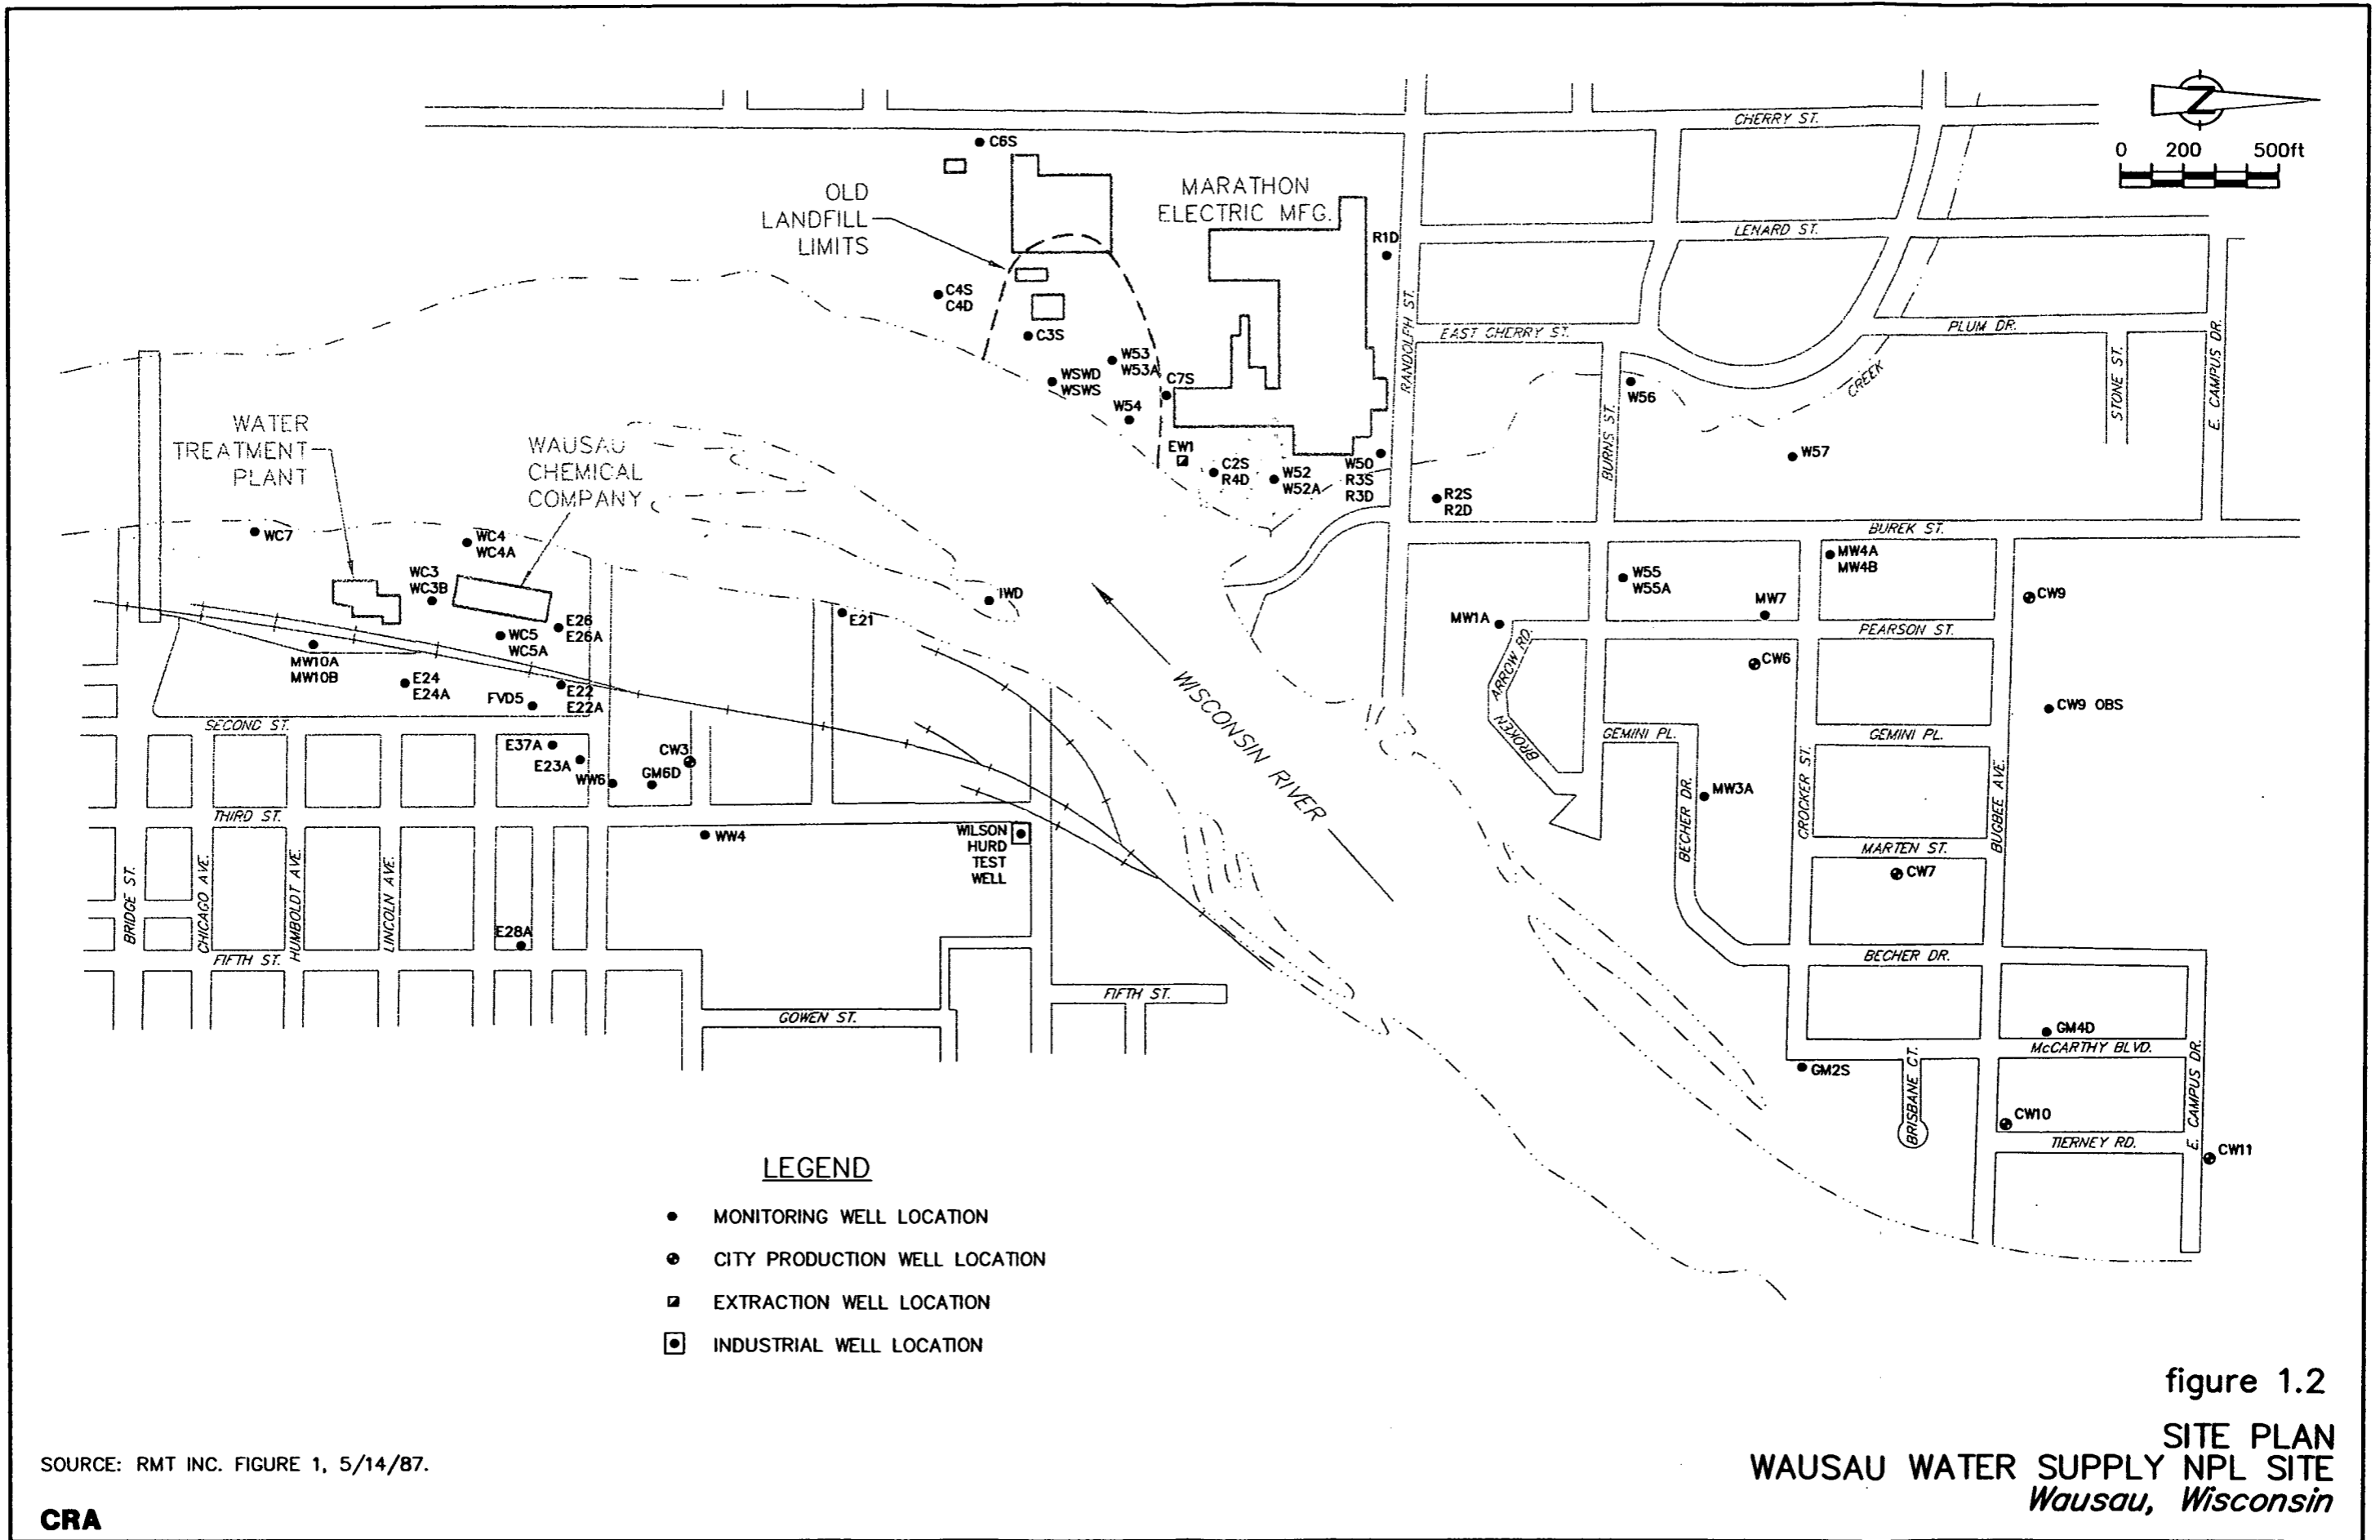 CHERRY ST.
Z
0 200 500ft
C6S
OLD
LANDFILL
LIMITS
MARATHON
ELECTRIC MFG.
R1D
LENARD ST.
C4S
C4D
C3S
RANDOLPH ST.
EAST CHERRY ST.
PLUM DR.
STONE ST.
E. CAMPUS DR.
W53
W53A
WSWD
WSWS
C7S
W54
W56
CREEK
BURNS ST.
WATER
TREATMENT
PLANT
WAUSAU
CHEMICAL
COMPANY
EW1
C2S
R4D
W52
W52A
W50
R3S
R3D
R2S
R2D
W57
BUREK ST.
WC7
WC4
WC4A
WC3
WC3B
MW4A
MW4B
W55
W55A
MW7
CW9
IWD
E21
E26
E26A
WC5
WC5A
MW1A
PEARSON ST.
MW10A
MW10B
E24
E24A
FVD5
E22
E22A
ARROW RD.
BROKEN
CW6
CW9 OBS
SECOND ST.
WISCONSIN RIVER
GEMINI PL.
GEMINI PL.
E37A
E23A
WW6
CW3
GM6D
MW3A
BECHER DR.
CROCKER ST.
BUGBEE AVE.
THIRD ST.
WW4
WILSON
HURD
TEST
WELL
MARTEN ST.
CW7
BRIDGE ST.
CHICAGO AVE.
HUMBOLDT AVE.
LINCOLN AVE.
E28A
FIFTH ST.
BECHER DR.
FIFTH ST.
GOWEN ST.
GM4D
McCARTHY BLVD.
GM2S
BRISBANE CT.
E. CAMPUS DR.
CW10
TIERNEY RD.
CW11
LEGEND
MONITORING WELL LOCATION
CITY PRODUCTION WELL LOCATION
EXTRACTION WELL LOCATION
INDUSTRIAL WELL LOCATION
figure 1.2
SITE PLAN
WAUSAU WATER SUPPLY NPL SITE
Wausau, Wisconsin
SOURCE: RMT INC. FIGURE 1, 5/14/87.
CRA